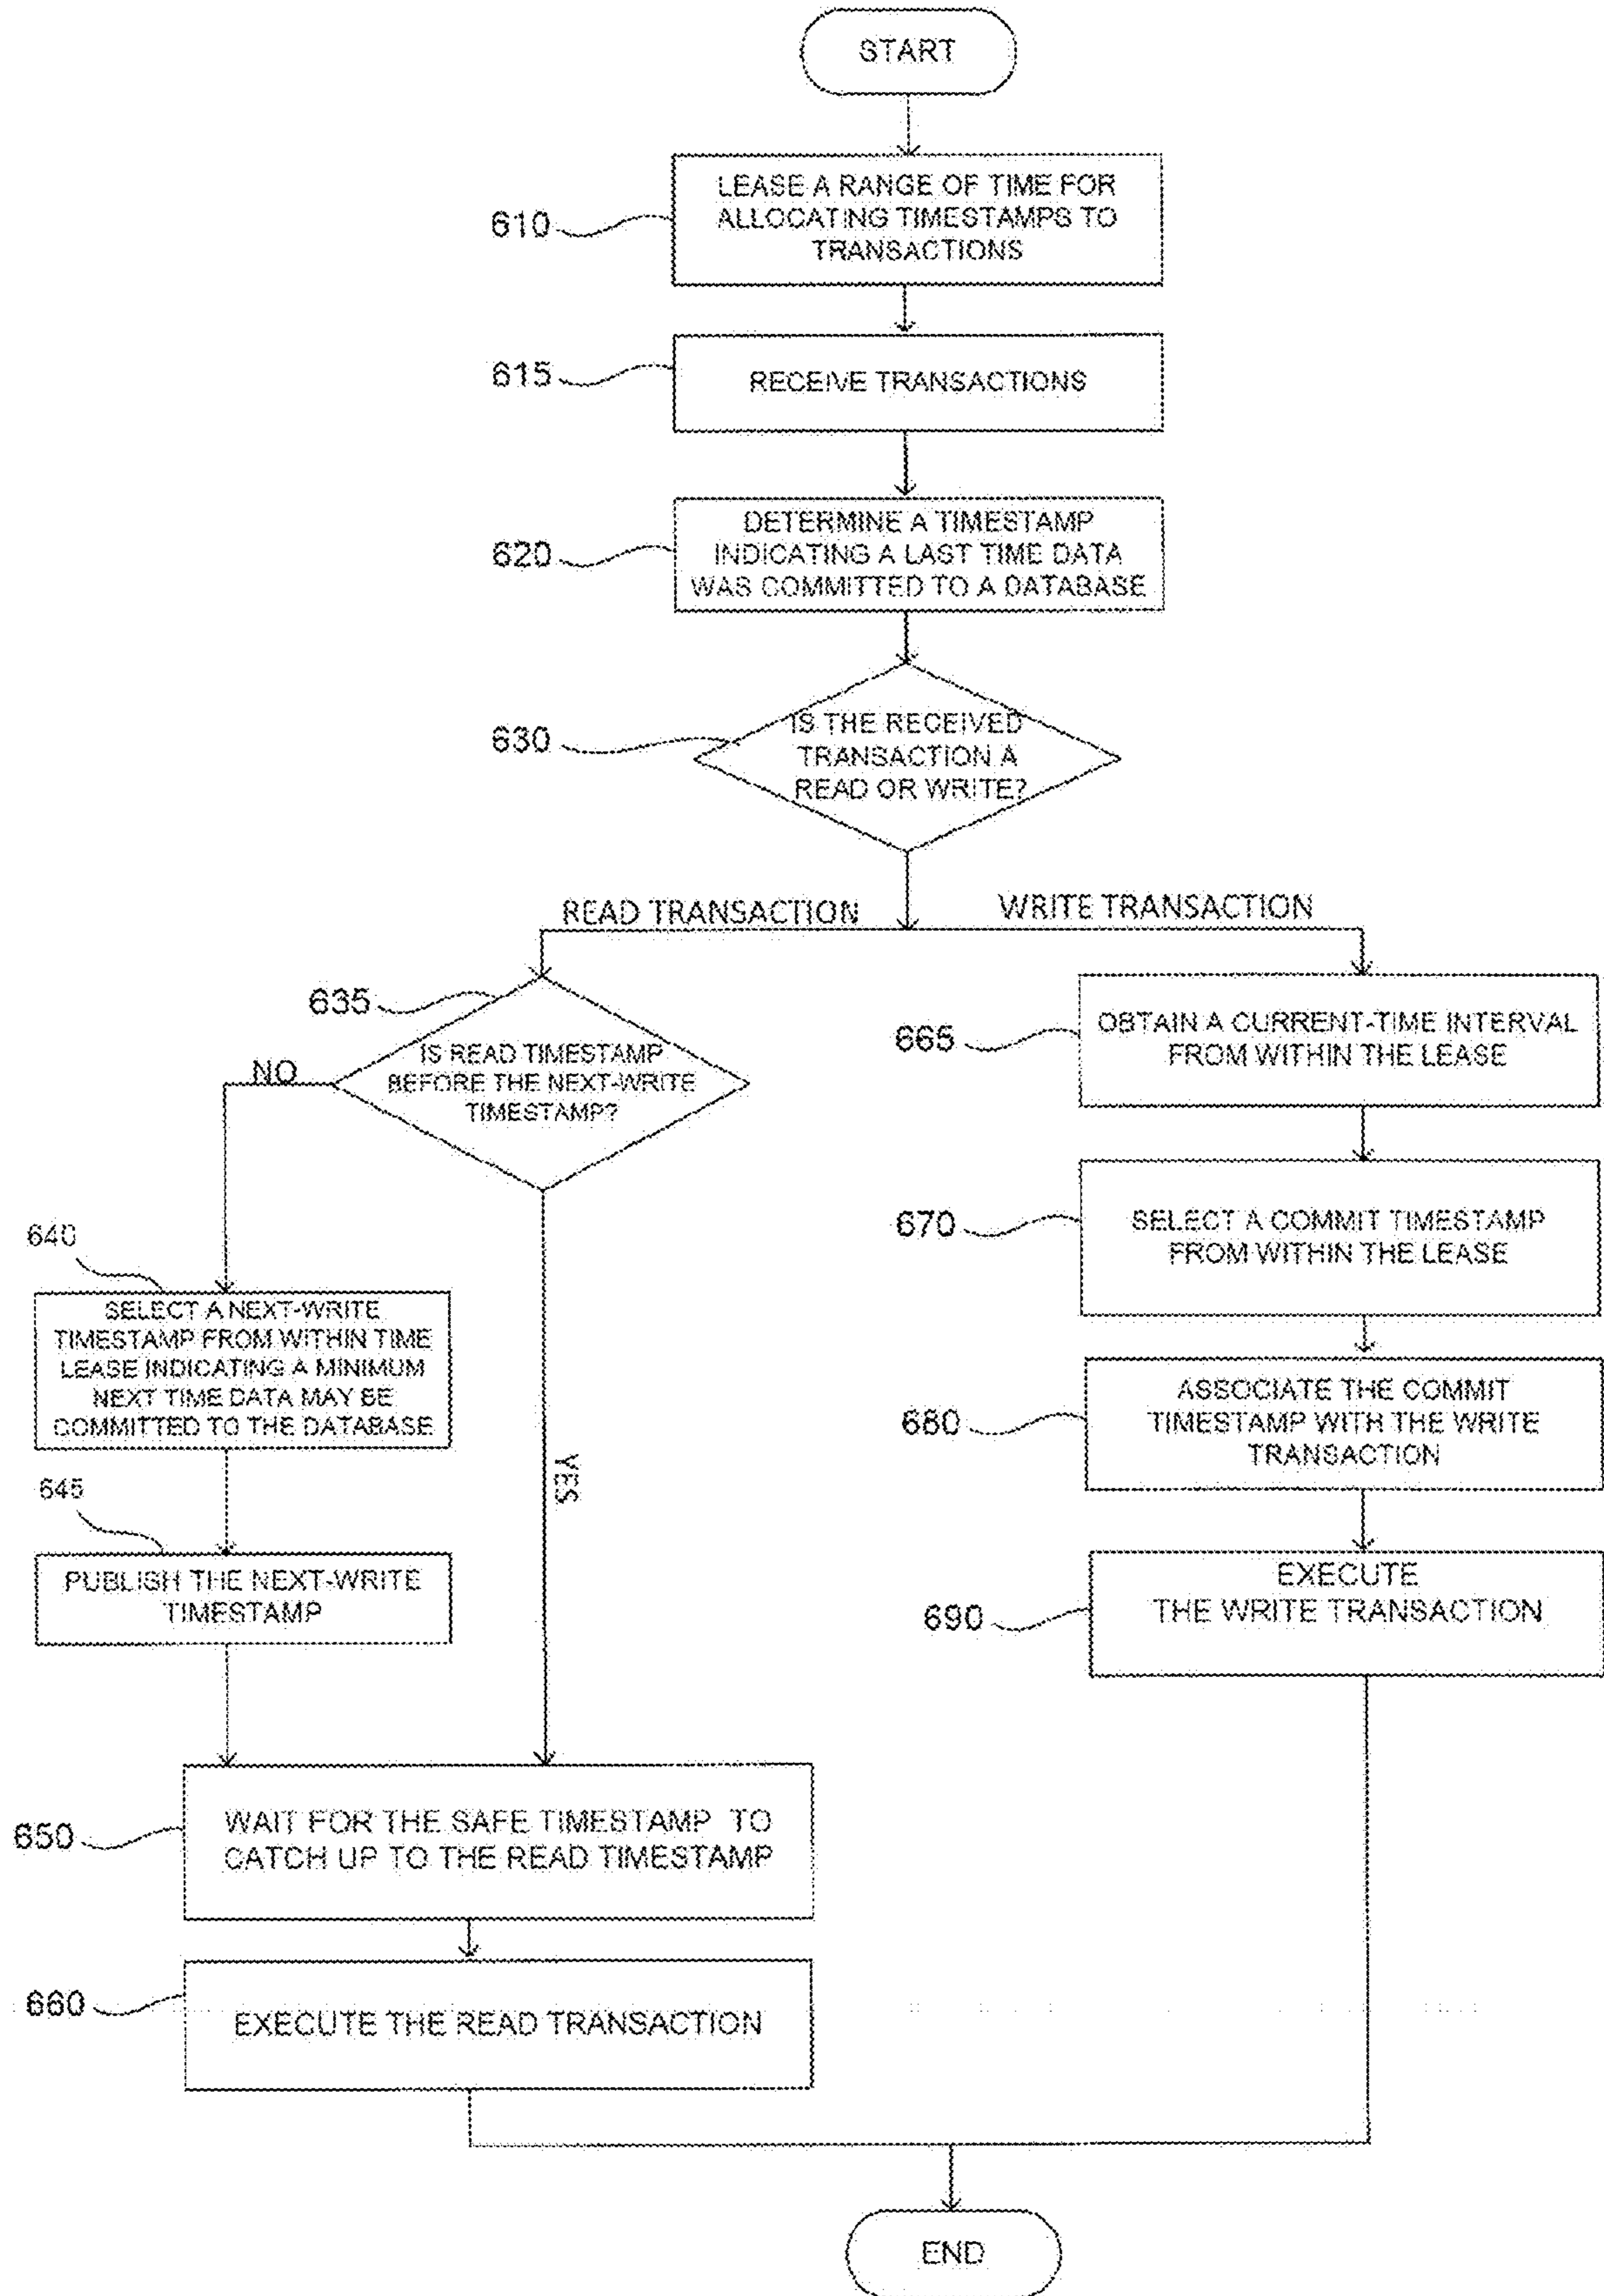 START
LEASE A RANGE OF TIME FOR
ALLOCATING TIMESTAMPS TO
TRANSACTIONS
610
RECEIVE TRANSACTIONS
615
DETERMINE A TIMESTAMP
INDICATING A LAST TIME DATA
WAS COMMITTED TO A DATABASE
620
IS THE RECEIVED
TRANSACTION A
READ OR WRITE?
630
READ TRANSACTION
WRITE TRANSACTION
635
IS READ TIMESTAMP
BEFORE THE NEXT-WRITE
TIMESTAMP?
NO
YES
640
SELECT A NEXT-WRITE
TIMESTAMP FROM WITHIN TIME
LEASE INDICATING A MINIMUM
NEXT TIME DATA MAY BE
COMMITTED TO THE DATABASE
645
PUBLISH THE NEXT-WRITE
TIMESTAMP
650
WAIT FOR THE SAFE TIMESTAMP TO
CATCH UP TO THE READ TIMESTAMP
660
EXECUTE THE READ TRANSACTION
665
OBTAIN A CURRENT-TIME INTERVAL
FROM WITHIN THE LEASE
670
SELECT A COMMIT TIMESTAMP
FROM WITHIN THE LEASE
680
ASSOCIATE THE COMMIT
TIMESTAMP WITH THE WRITE
TRANSACTION
690
EXECUTE
THE WRITE TRANSACTION
END